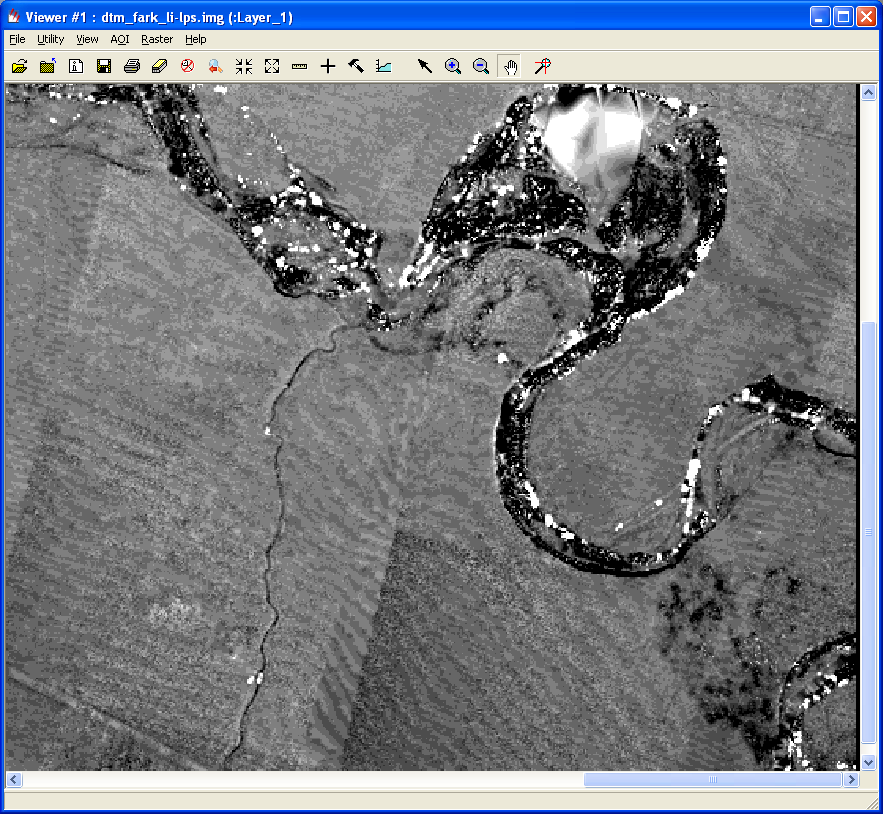 Viewer #1 : dtm_fark_li-lps.img (:Layer_1)
File Utility View AOI Raster Help